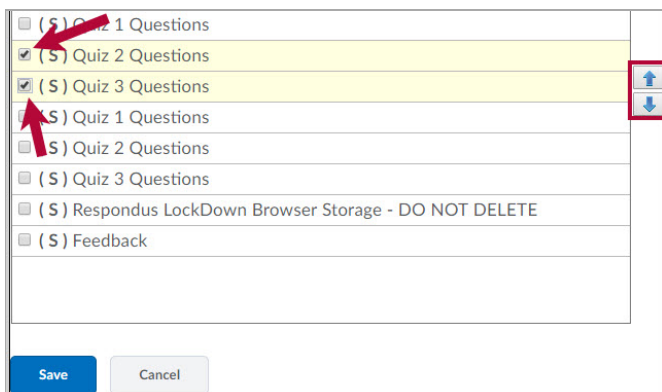 ( S ) Quiz 1 Questions
( S ) Quiz 2 Questions
( S ) Quiz 3 Questions
( S ) Quiz 1 Questions
( S ) Quiz 2 Questions
( S ) Quiz 3 Questions
( S ) Respondus LockDown Browser Storage - DO NOT DELETE
( S ) Feedback
Save Cancel